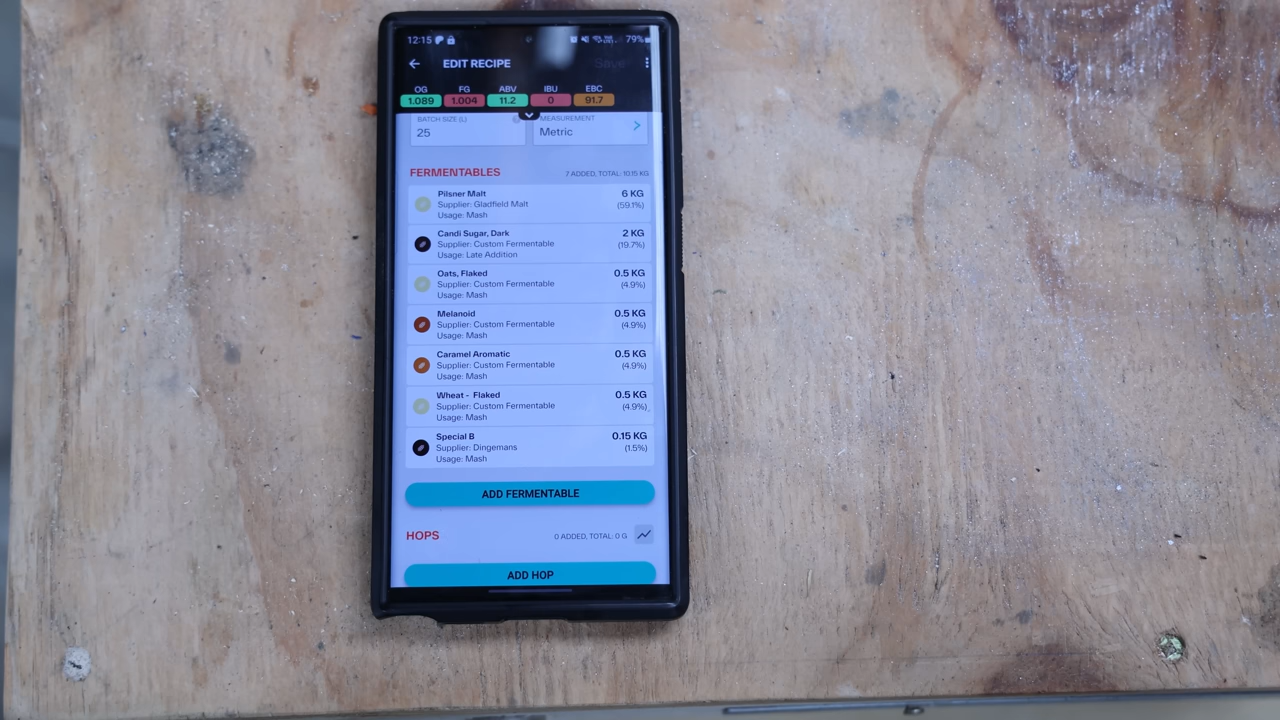 12:15
79%
EDIT RECIPE
Save
OG FG ABV IBU EBC
1.089 1.004 11.2 0 91.7
BATCH SIZE (L)
25
MEASUREMENT
Metric
FERMENTABLES
7 ADDED, TOTAL: 10.15 KG
Pilsner Malt
6 KG
Supplier: Gladfield Malt
(59.1%)
Usage: Mash
Candi Sugar, Dark
2 KG
Supplier: Custom Fermentable
(19.7%)
Usage: Late Addition
Oats, Flaked
0.5 KG
Supplier: Custom Fermentable
(4.9%)
Usage: Mash
Melanoid
0.5 KG
Supplier: Custom Fermentable
(4.9%)
Usage: Mash
Caramel Aromatic
0.5 KG
Supplier: Custom Fermentable
(4.9%)
Usage: Mash
Wheat - Flaked
0.5 KG
Supplier: Custom Fermentable
(4.9%)
Usage: Mash
Special B
0.15 KG
Supplier: Dingemans
(1.5%)
Usage: Mash
ADD FERMENTABLE
HOPS
0 ADDED, TOTAL: 0 G
ADD HOP